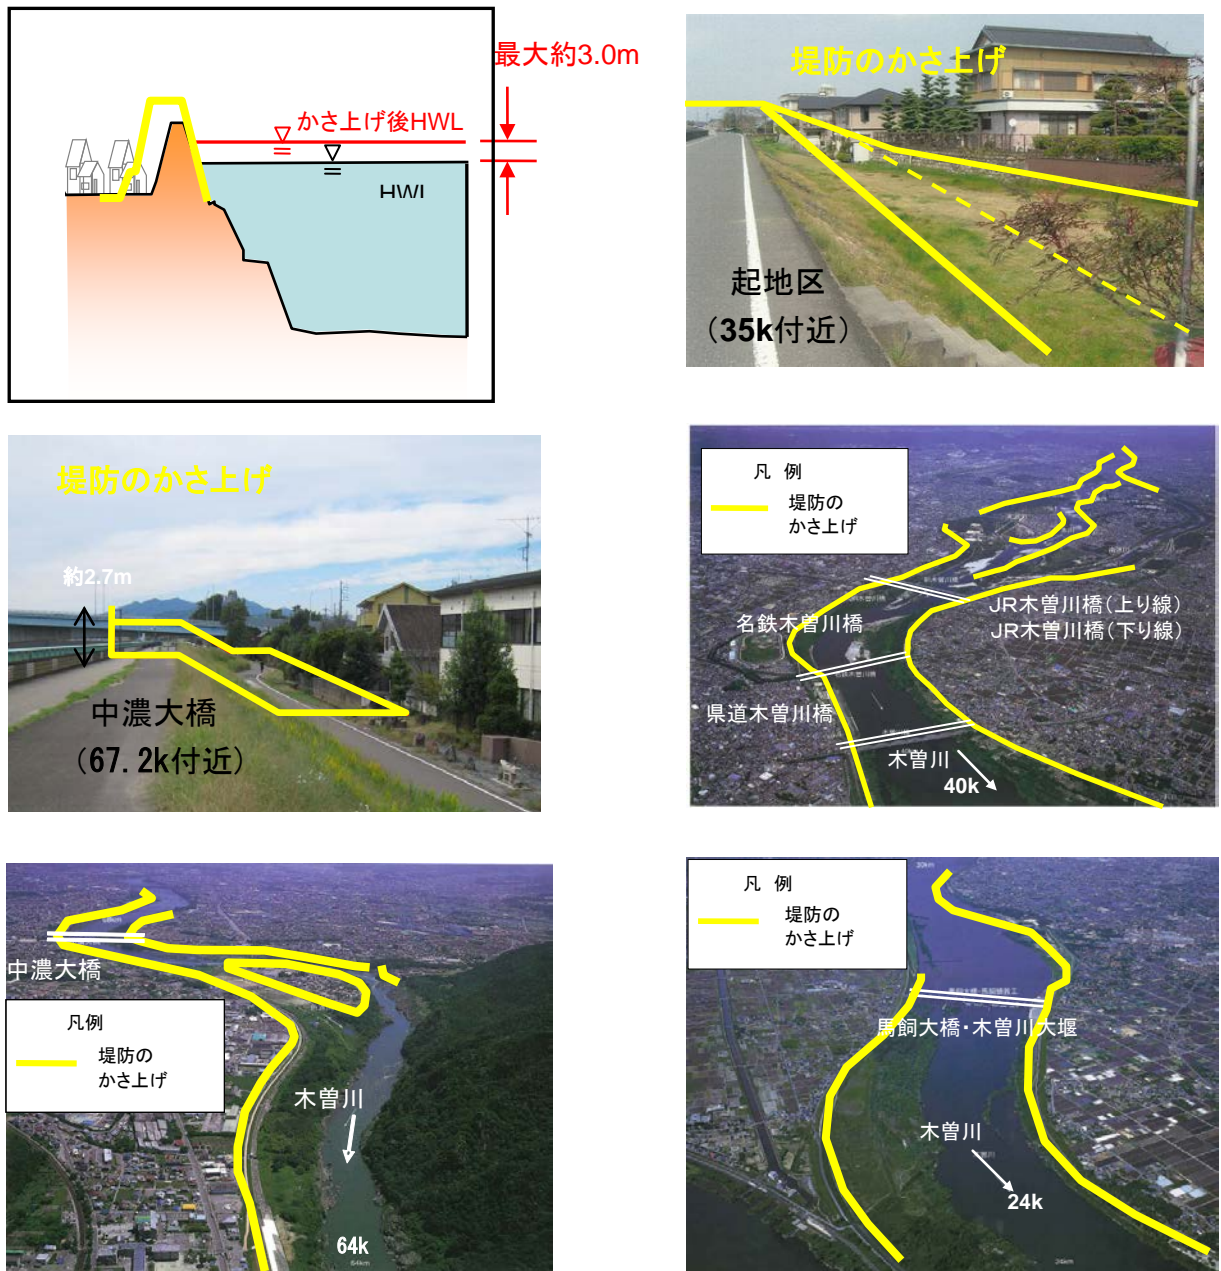 最大約3.0m
かさ上げ後HWL
HWL
堤防のかさ上げ
起地区
（35k付近）
堤防のかさ上げ
約2.7m
中濃大橋
（67.2k付近）
凡 例
堤防の
かさ上げ
JR木曽川橋（上り線）
JR木曽川橋（下り線）
名鉄木曽川橋
県道木曽川橋
木曽川
40k
中濃大橋
凡例
堤防の
かさ上げ
木曽川
64k
64km
凡 例
堤防の
かさ上げ
馬飼大橋・木曽川大堰
木曽川
24k
24km